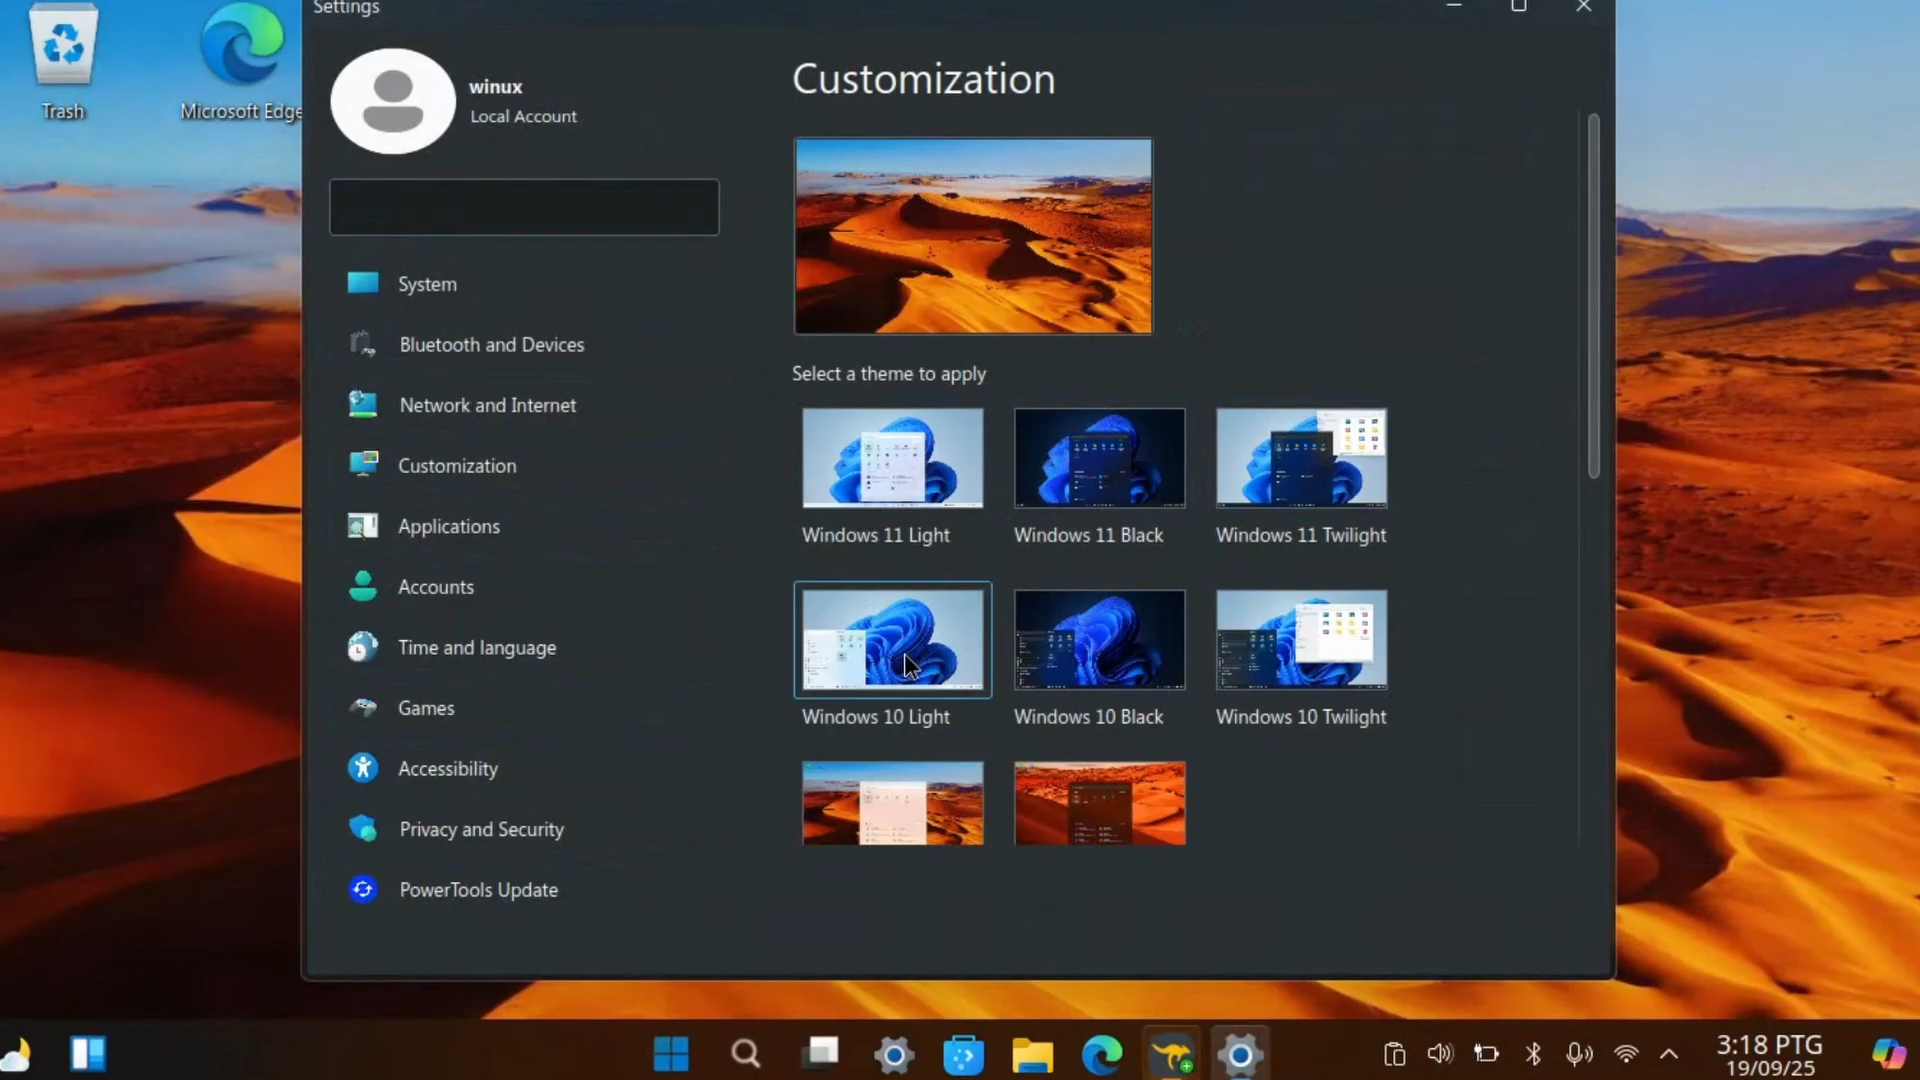 Settings
Trash
Microsoft Edge
winux
Local Account
System
Bluetooth and Devices
Network and Internet
Customization
Applications
Accounts
Time and language
Games
Accessibility
Privacy and Security
PowerTools Update
Customization
Select a theme to apply
Windows 11 Light
Windows 11 Black
Windows 11 Twilight
Windows 10 Light
Windows 10 Black
Windows 10 Twilight
3:18 PTG
19/09/25